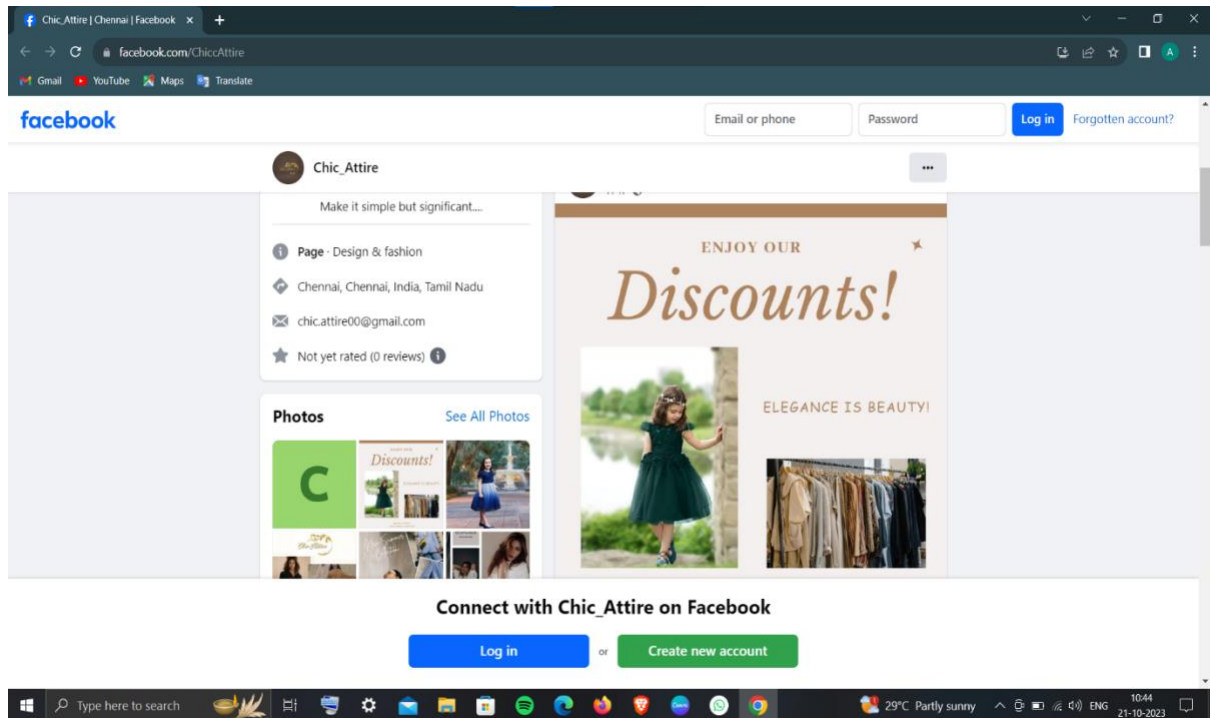 Chic_Attire | Chennai | Facebook
facebook.com/ChiccAttire
Gmail YouTube Maps Translate
facebook
Email or phone
Password
Log in
Forgotten account?
Chic_Attire
Make it simple but significant....
Page · Design & fashion
Chennai, Chennai, India, Tamil Nadu
chic.attire00@gmail.com
Not yet rated (0 reviews)
Photos
See All Photos
C
Discounts!
ENJOY OUR
Discounts!
ELEGANCE IS BEAUTY!
Connect with Chic_Attire on Facebook
Log in
or
Create new account
Type here to search
29°C Partly sunny
ENG
10:44
21-10-2023